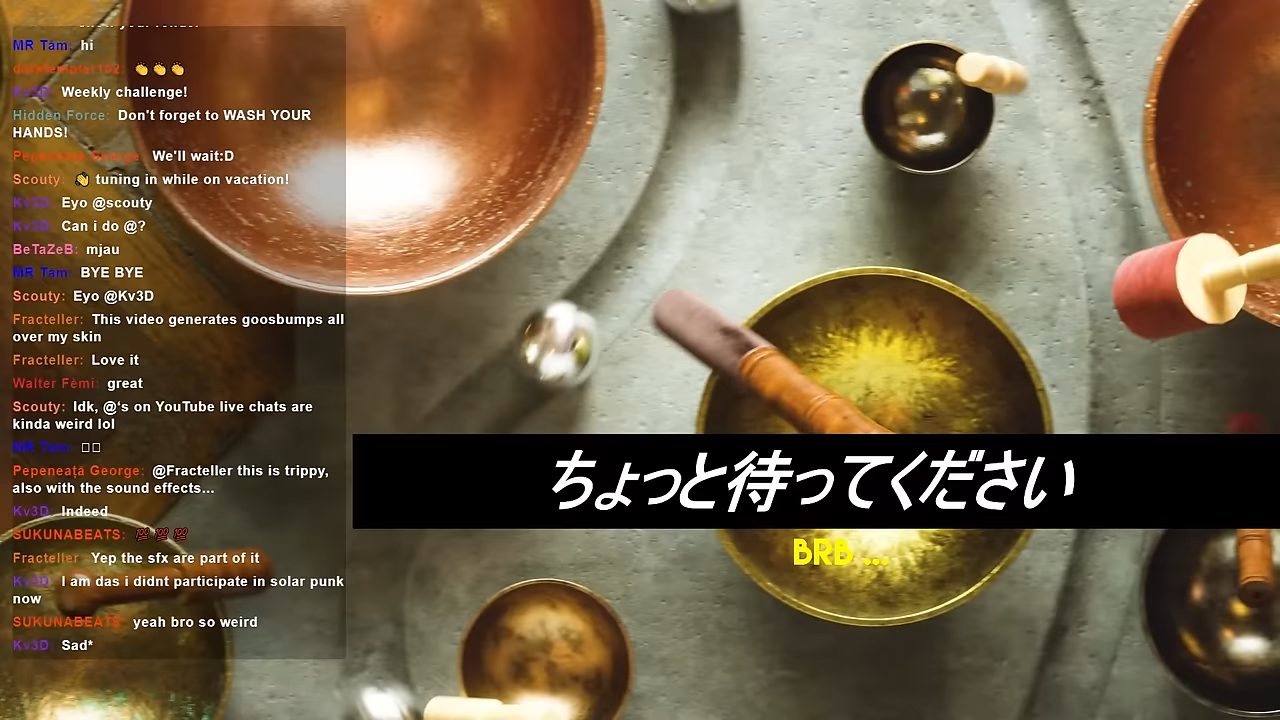 MR Tam: hi
darktempler102: 👏 👏 👏
Kv3D: Weekly challenge!
Hidden Force: Don't forget to WASH YOUR
HANDS!
Pepeneață George: We'll wait:D
Scouty: 👏 tuning in while on vacation!
Kv3D: Eyo @scouty
Kv3D: Can i do @?
BeTaZeB: mjau
MR Tam: BYE BYE
Scouty: Eyo @Kv3D
Fracteller: This video generates goosbumps all
over my skin
Fracteller: Love it
Walter Fèmi: great
Scouty: Idk, @‘s on YouTube live chats are
kinda weird lol
MR Tam: □□
Pepeneață George: @Fracteller this is trippy,
also with the sound effects...
Kv3D: Indeed
SUKUNABEATS: 💯 💯 💯
Fracteller: Yep the sfx are part of it
Kv3D: I am das i didnt participate in solar punk
now
SUKUNABEATS: yeah bro so weird
Kv3D: Sad*
ちょっと待ってください
BRB ...